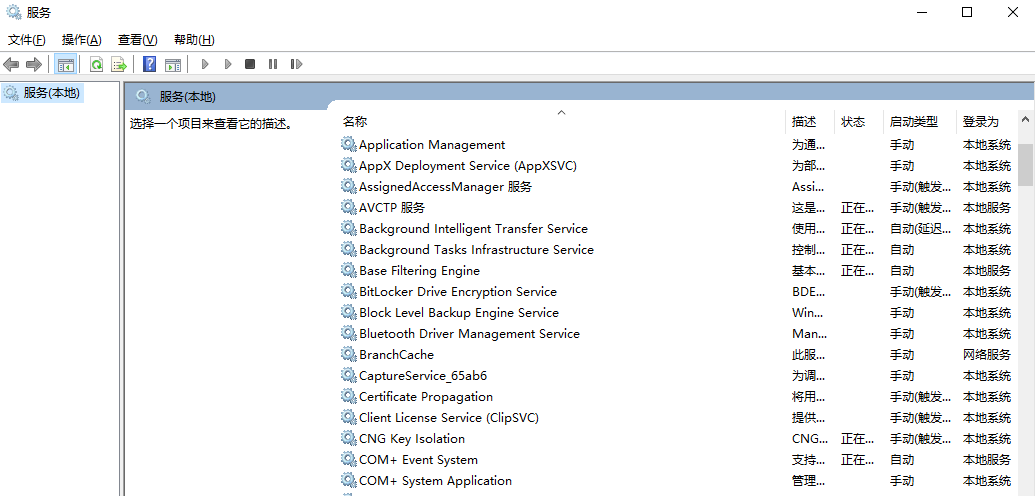 服务
文件(F) 操作(A) 查看(V) 帮助(H)
服务(本地)
服务(本地)
选择一个项目来查看它的描述。
名称 描述 状态 启动类型 登录为
Application Management 为通... 手动 本地系统
AppX Deployment Service (AppXSVC) 为部... 手动 本地系统
AssignedAccessManager 服务 Assi... 手动(触发... 本地系统
AVCTP 服务 这是... 正在... 手动(触发... 本地服务
Background Intelligent Transfer Service 使用... 正在... 自动(延迟... 本地系统
Background Tasks Infrastructure Service 控制... 正在... 自动 本地系统
Base Filtering Engine 基本... 正在... 自动 本地服务
BitLocker Drive Encryption Service BDE... 手动(触发... 本地系统
Block Level Backup Engine Service Win... 手动 本地系统
Bluetooth Driver Management Service Man... 手动 本地系统
BranchCache 此服... 手动 网络服务
CaptureService_65ab6 为调... 手动 本地系统
Certificate Propagation 将用... 手动(触发... 本地系统
Client License Service (ClipSVC) 提供... 手动(触发... 本地系统
CNG Key Isolation CNG... 正在... 手动(触发... 本地系统
COM+ Event System 支持... 正在... 自动 本地服务
COM+ System Application 管理... 手动 本地系统